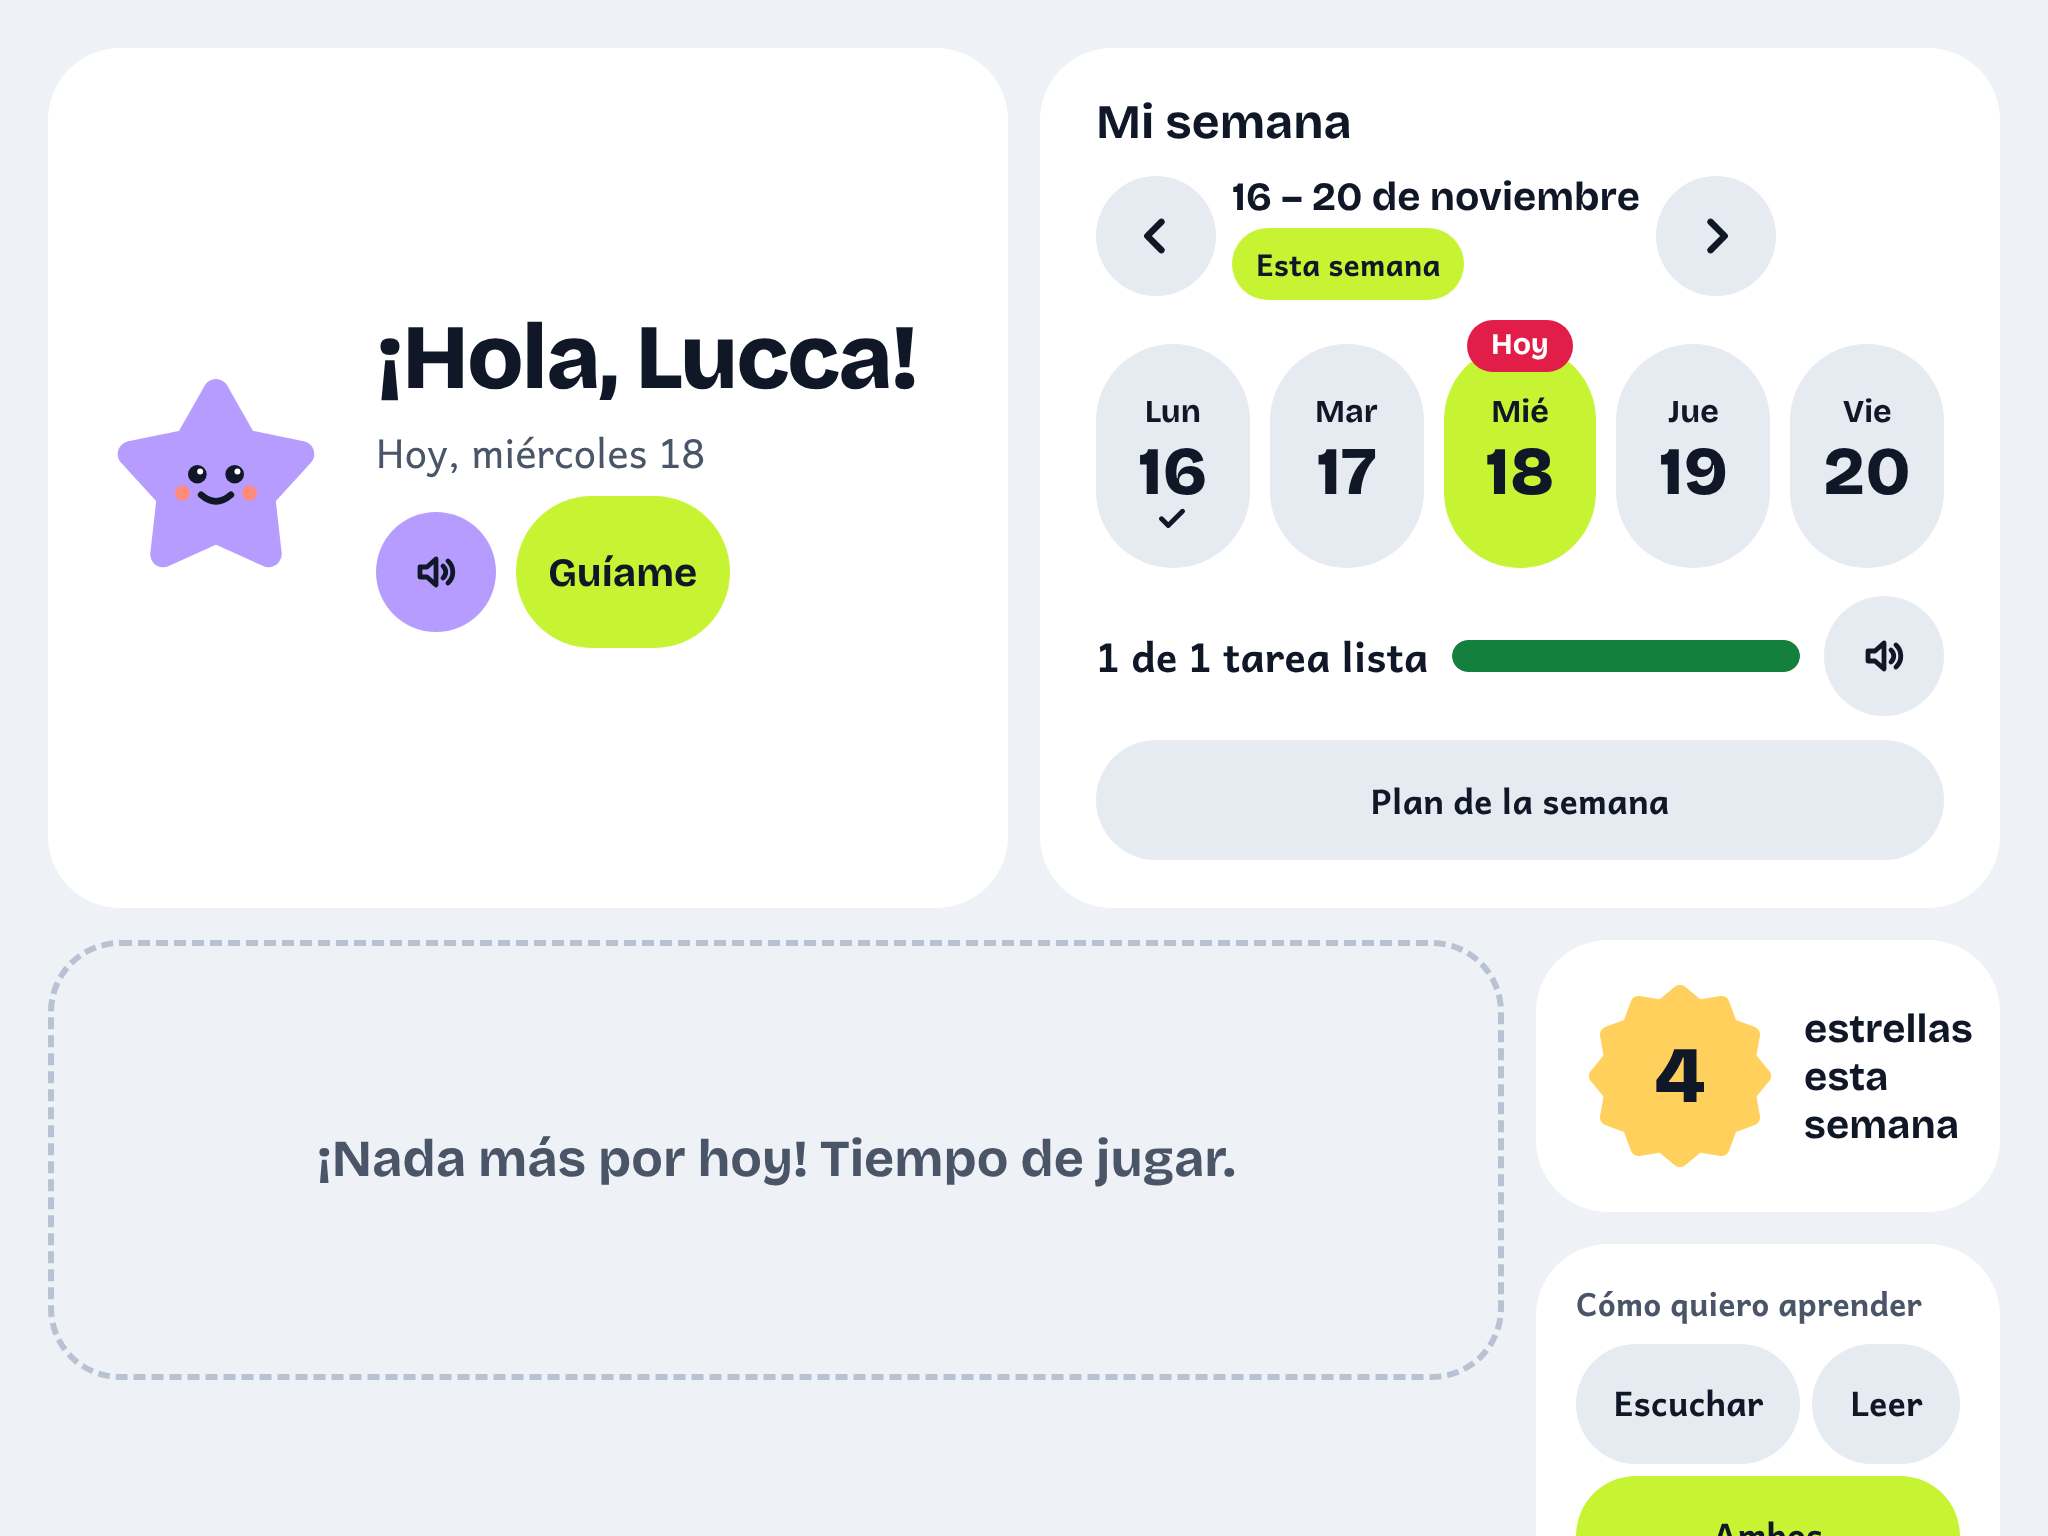 ¡Hola, Lucca!
Hoy, miércoles 18
Guíame
Mi semana
16 – 20 de noviembre
Esta semana
Hoy
Lun
16
Mar
17
Mié
18
Jue
19
Vie
20
1 de 1 tarea lista
Plan de la semana
¡Nada más por hoy! Tiempo de jugar.
4
estrellas
esta
semana
Cómo quiero aprender
Escuchar
Leer
Ambos